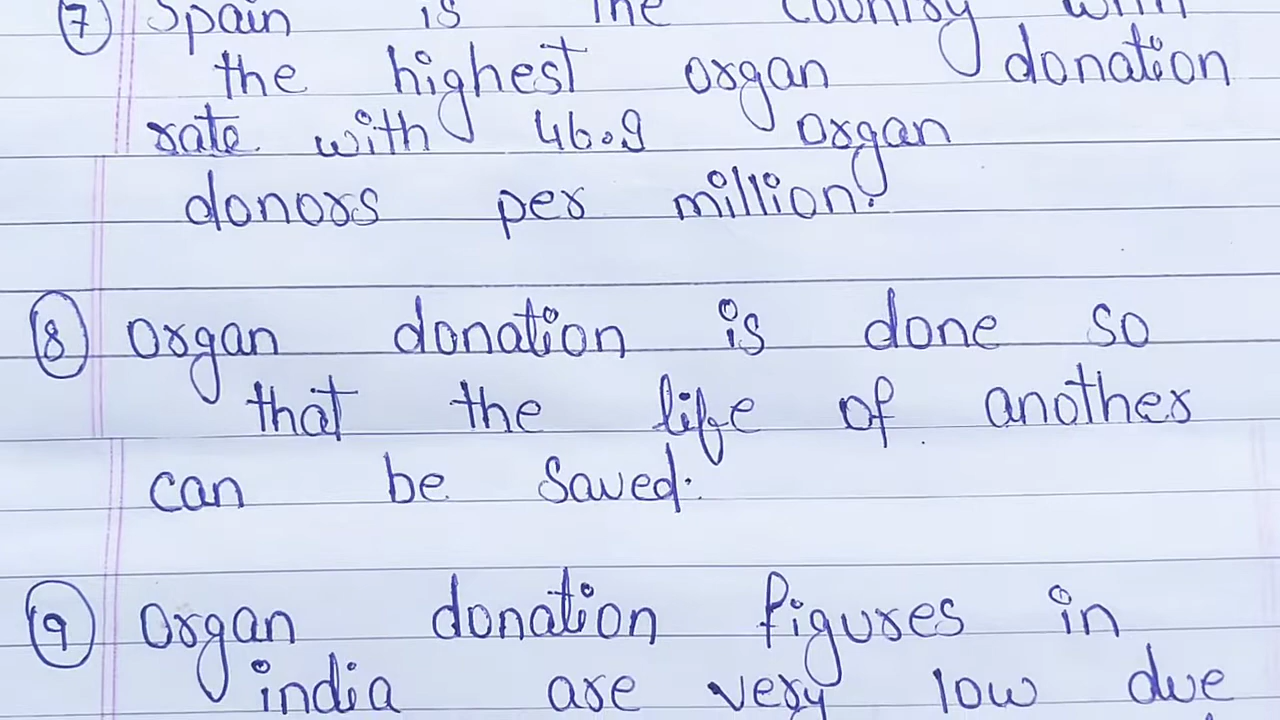 7 Spain is the country with
the highest organ donation
rate with 46.9 organ
donors per million.
8 Organ donation is done so
that the life of another
can be saved.
9 Organ donation figures in
india are very low due